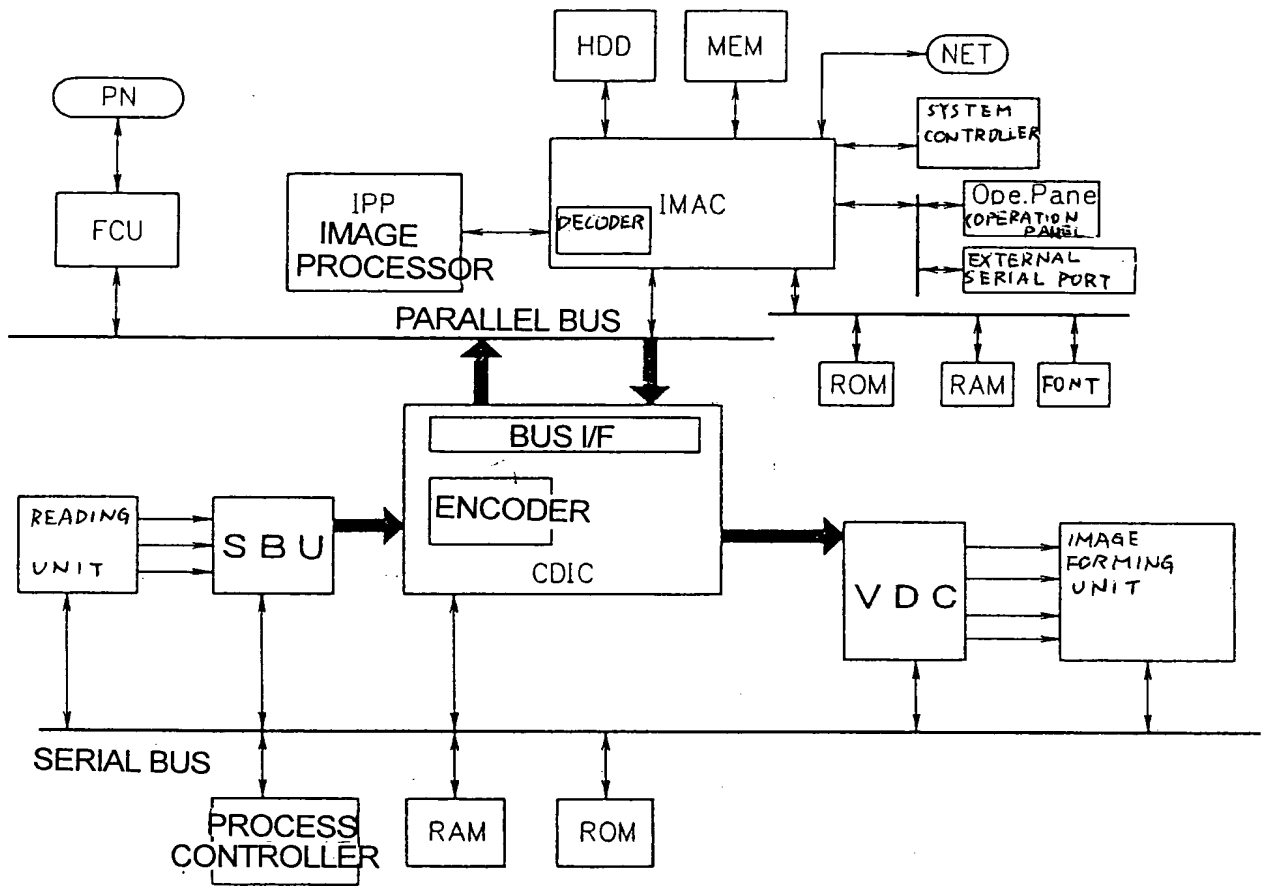 HDD
MEM
NET
PN
SYSTEM
CONTROLLER
IPP
IMAGE
PROCESSOR
IMAC
DECODER
Ope.Pane
(OPERATION
PANEL
FCU
EXTERNAL
SERIAL PORT
PARALLEL BUS
ROM
RAM
FONT
BUS I/F
ENCODER
CDIC
READING
UNIT
SBU
VDC
IMAGE
FORMING
UNIT
SERIAL BUS
PROCESS
CONTROLLER
RAM
ROM